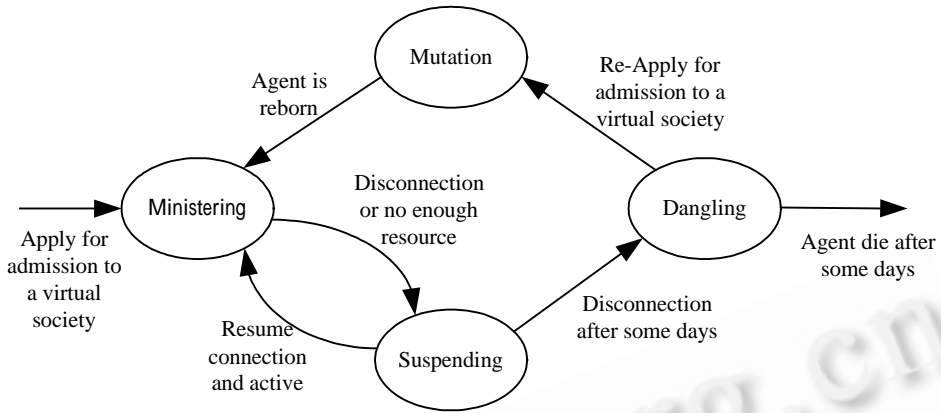 Mutation
Agent is
reborn
Re-Apply for
admission to a
virtual society
Ministering
Disconnection
or no enough
resource
Dangling
Apply for
admission to
a virtual
society
Agent die after
some days
Resume
connection
and active
Suspending
Disconnection
after some days
rg.cn